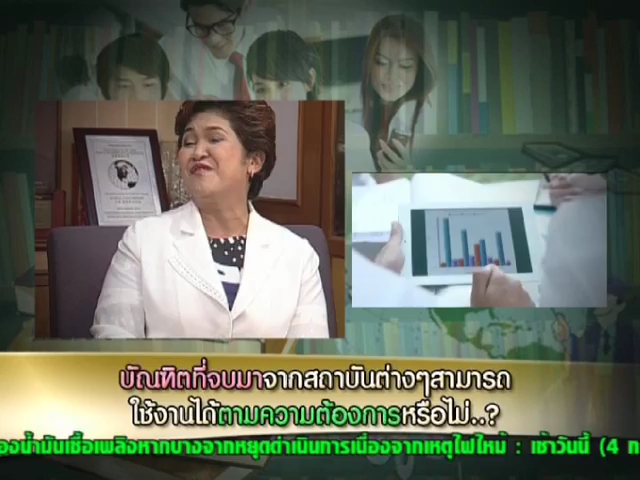 บัณฑิตที่จบมาจากสถาบันต่างๆสามารถ
ใช้งานได้ตามความต้องการหรือไม่..?
องน้ำมันเชื้อเพลิงหากบางจากหยุดดำเนินการเนื่องจากเหตุไฟไหม้ : เช้าวันนี้ (4 ก